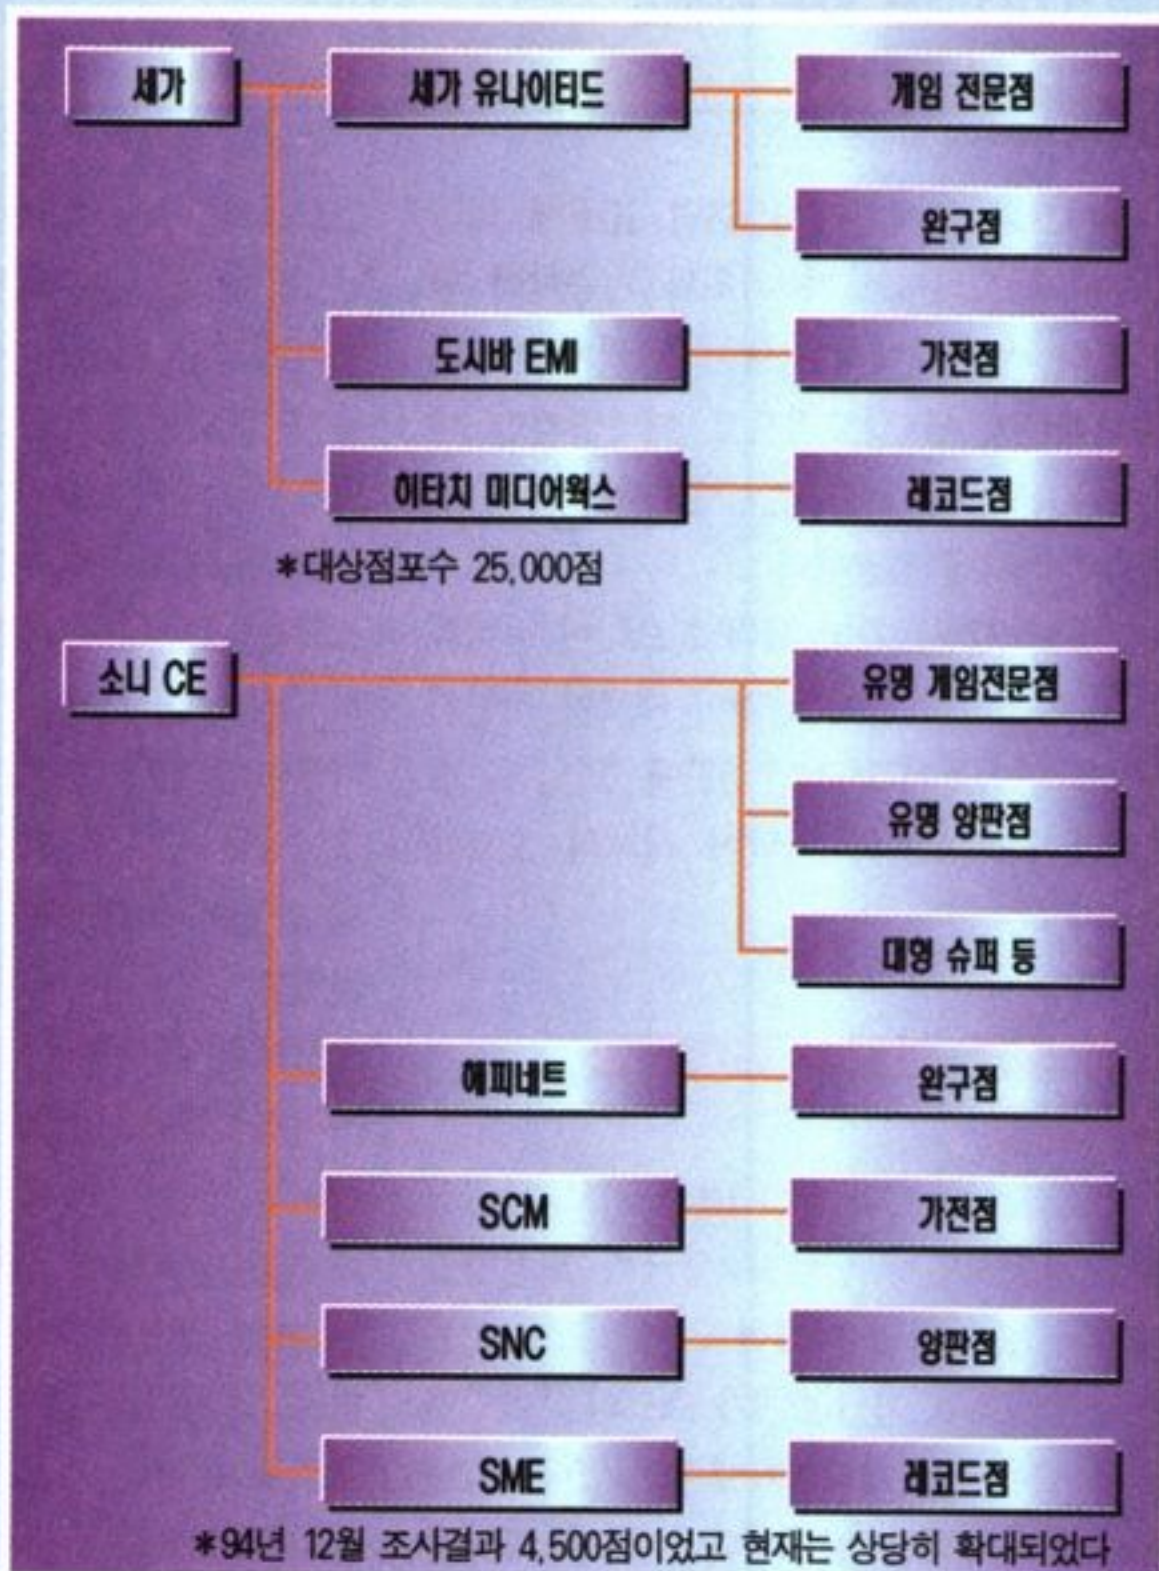 세가
세가 유나이티드
게임 전문점
완구점
도시바 EMI
가전점
히타치 미디어웍스
레코드점
*대상점포수 25,000점
소니 CE
유명 게임전문점
유명 양판점
대형 슈퍼 등
해피네트
완구점
SCM
가전점
SNC
양판점
SME
레코드점
*94년 12월 조사결과 4,500점이었고 현재는 상당히 확대되었다